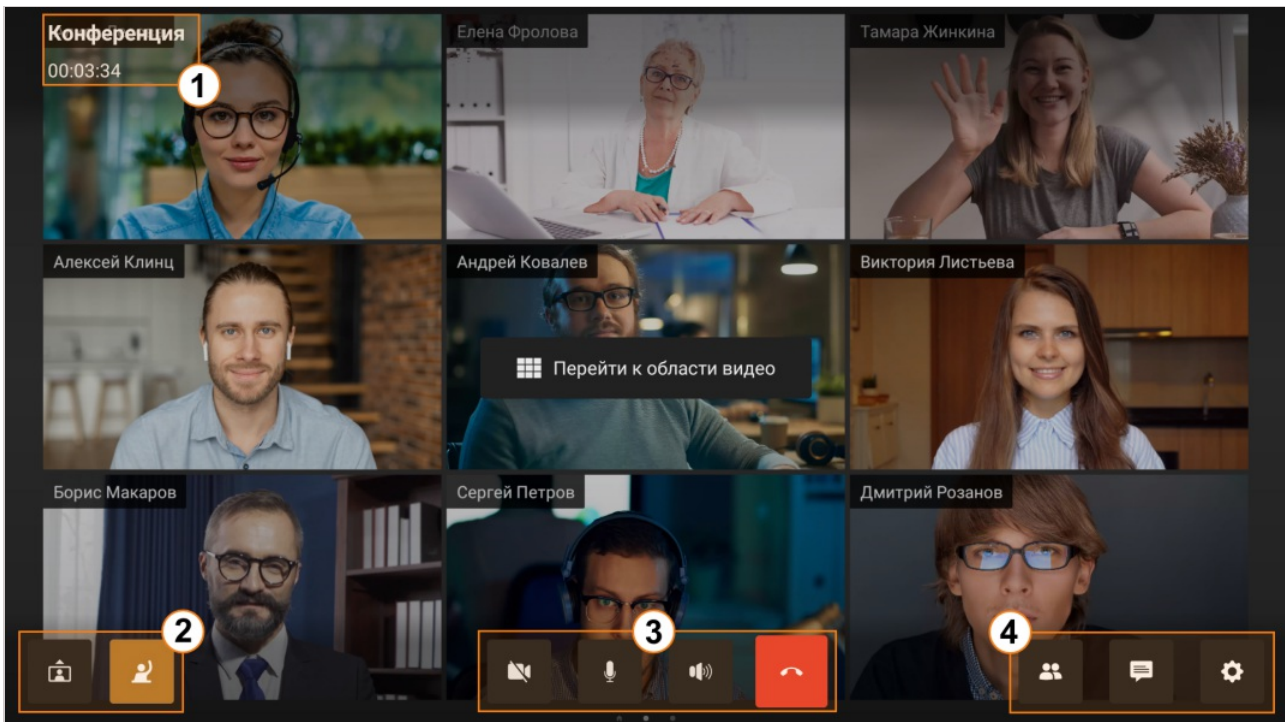 Конференция
00:03:34
1
Елена Фролова
Тамара Жинкина
Алексей Клинц
Андрей Ковалев
Виктория Листьева
Перейти к области видео
Борис Макаров
Сергей Петров
Дмитрий Розанов
2
3
4